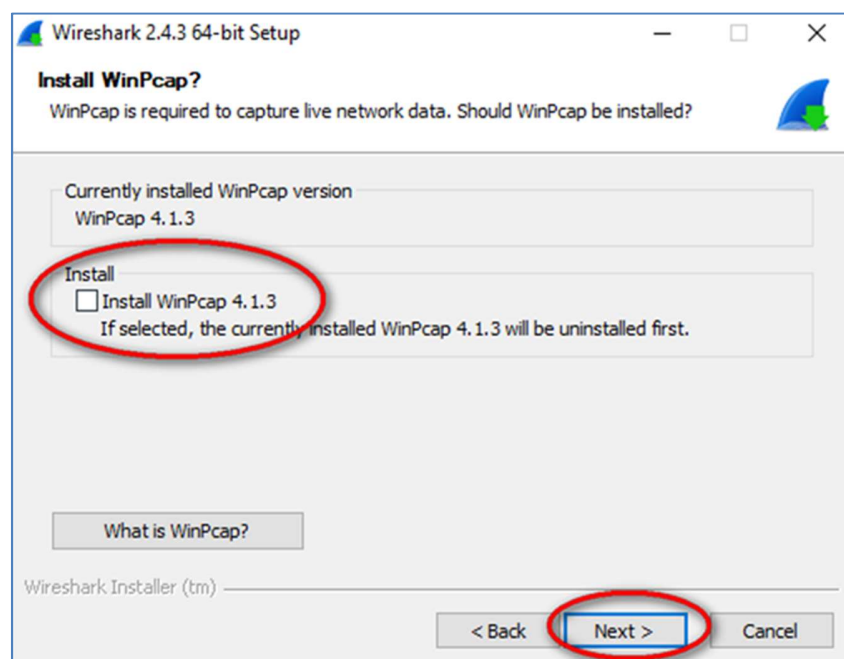 Wireshark 2.4.3 64-bit Setup
Install WinPcap?
WinPcap is required to capture live network data. Should WinPcap be installed?
Currently installed WinPcap version
WinPcap 4.1.3
Install
Install WinPcap 4.1.3
If selected, the currently installed WinPcap 4.1.3 will be uninstalled first.
What is WinPcap?
Wireshark Installer (tm)
< Back Next > Cancel